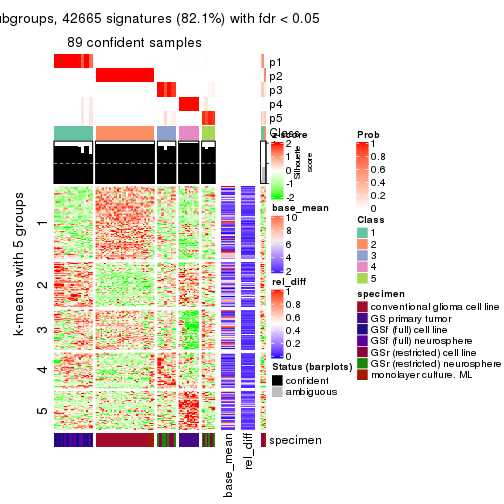 bgroups, 42665 signatures (82.1%) with fdr < 0.05
89 confident samples
p1
p2
p3
p4
p5
Class
z-score
2
1
0
-1
-2
Silhouette
score
base_mean
10
8
6
4
2
rel_diff
1
0.8
0.6
0.4
0.2
0
Status (barplots)
confident
ambiguous
Prob
1
0.8
0.6
0.4
0.2
0
Class
1
2
3
4
5
specimen
conventional glioma cell line
GS primary tumor
GSf (full) cell line
GSf (full) neurosphere
GSr (restricted) cell line
GSr (restricted) neurosphere
monolayer culture. ML
k-means with 5 groups
1
2
3
4
5
specimen
base_mean
rel_diff